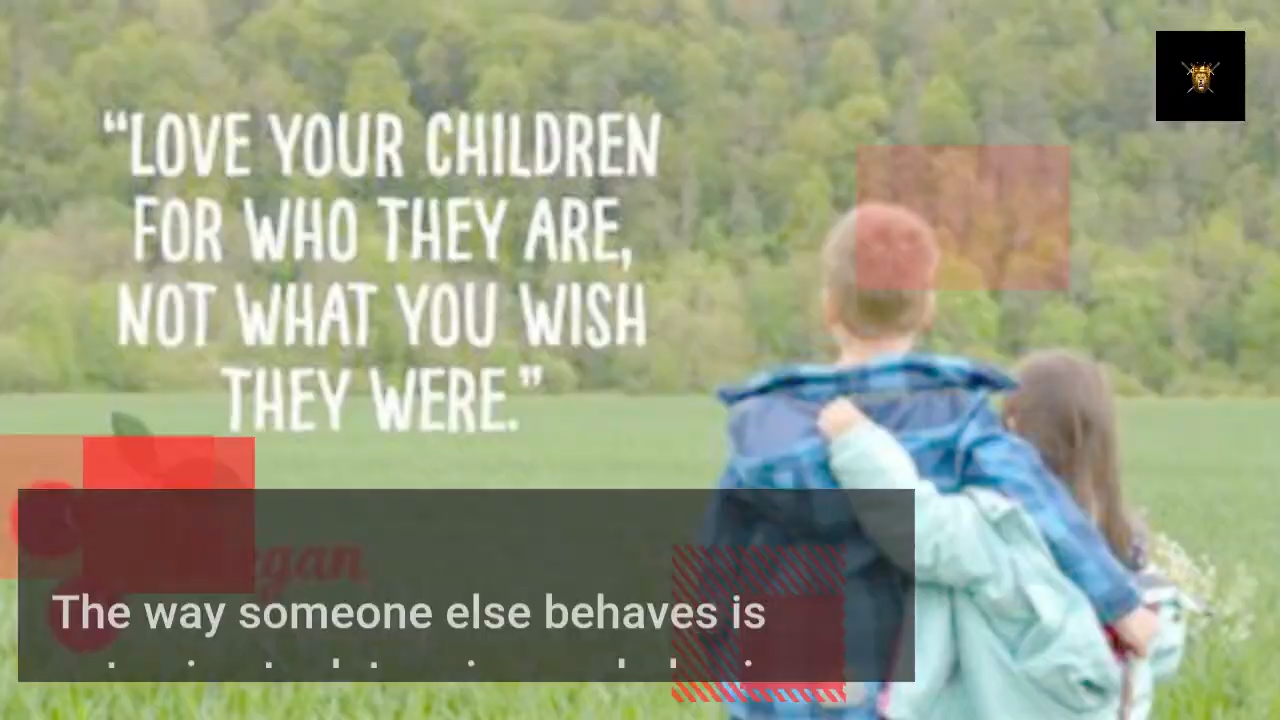 “LOVE YOUR CHILDREN
FOR WHO THEY ARE,
NOT WHAT YOU WISH
THEY WERE.”
The way someone else behaves is